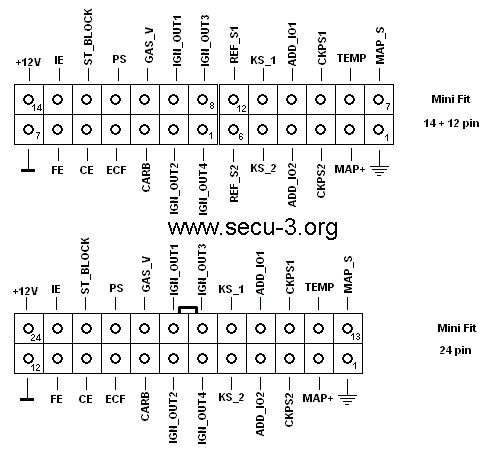 +12V IE ST_BLOCK PS GAS_V IGN_OUT1 IGN_OUT3 REF_S1 KS_1 ADD_IO1 CKPS1 TEMP MAP_S
14 8 12 7
Mini Fit
7 1 6 1
14 + 12 pin
FE CE ECF CARB IGN_OUT2 IGN_OUT4 REF_S2 KS_2 ADD_IO2 CKPS2 MAP+
www.secu-3.org
+12V IE ST_BLOCK PS GAS_V IGN_OUT1 IGN_OUT3 KS_1 ADD_IO1 CKPS1 TEMP MAP_S
24 13
Mini Fit
12 1
24 pin
FE CE ECF CARB IGN_OUT2 IGN_OUT4 KS_2 ADD_IO2 CKPS2 MAP+